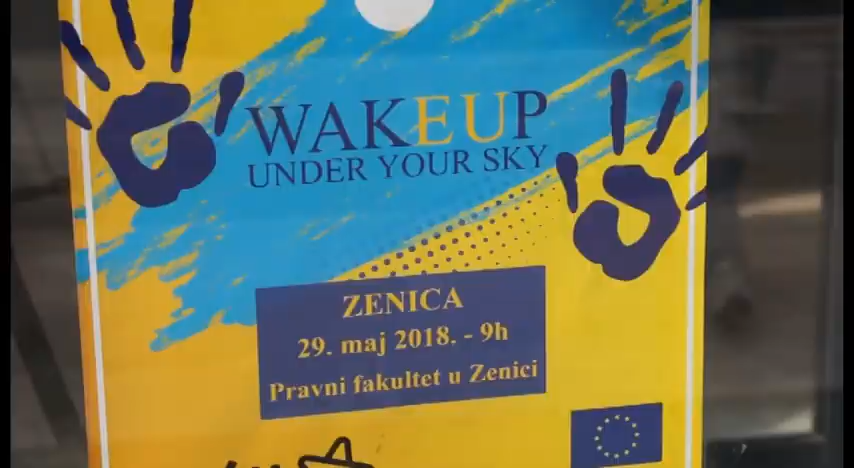 WAKEUP
UNDER YOUR SKY
ZENICA
29. maj 2018. - 9h
Pravni fakultet u Zenici